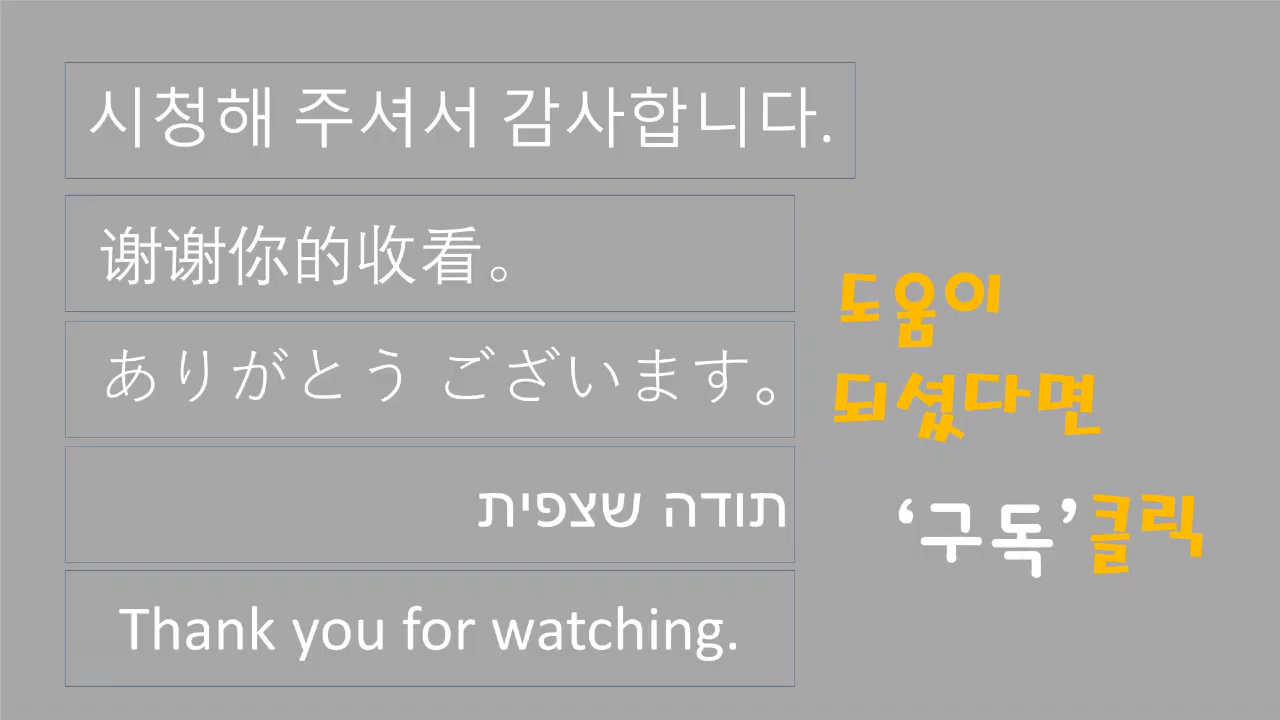 시청해 주셔서 감사합니다.
谢谢你的收看。
ありがとう ございます。
תודה שצפית
Thank you for watching.
도움이
되셨다면
‘구독’클릭